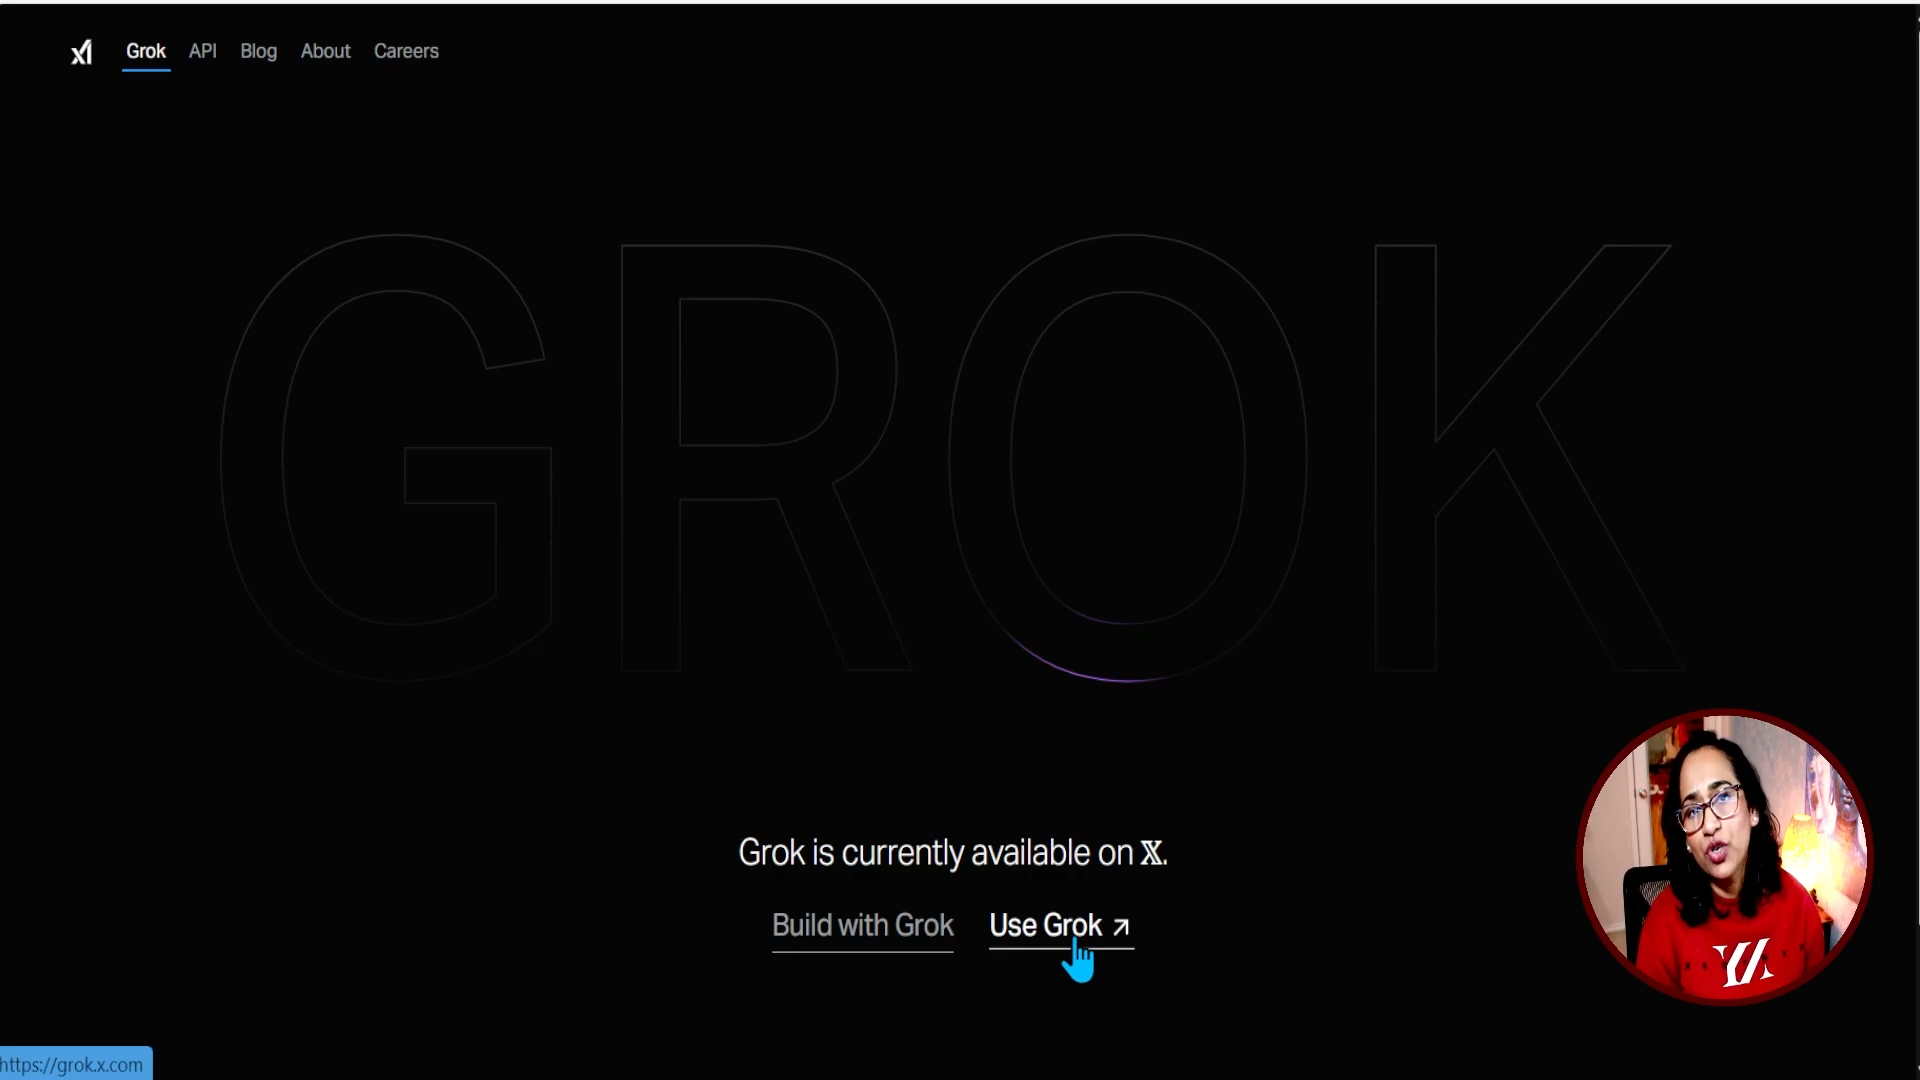 xI
Grok API Blog About Careers
GROK
Grok is currently available on 𝕏.
Build with Grok Use Grok ↗
https://grok.x.com